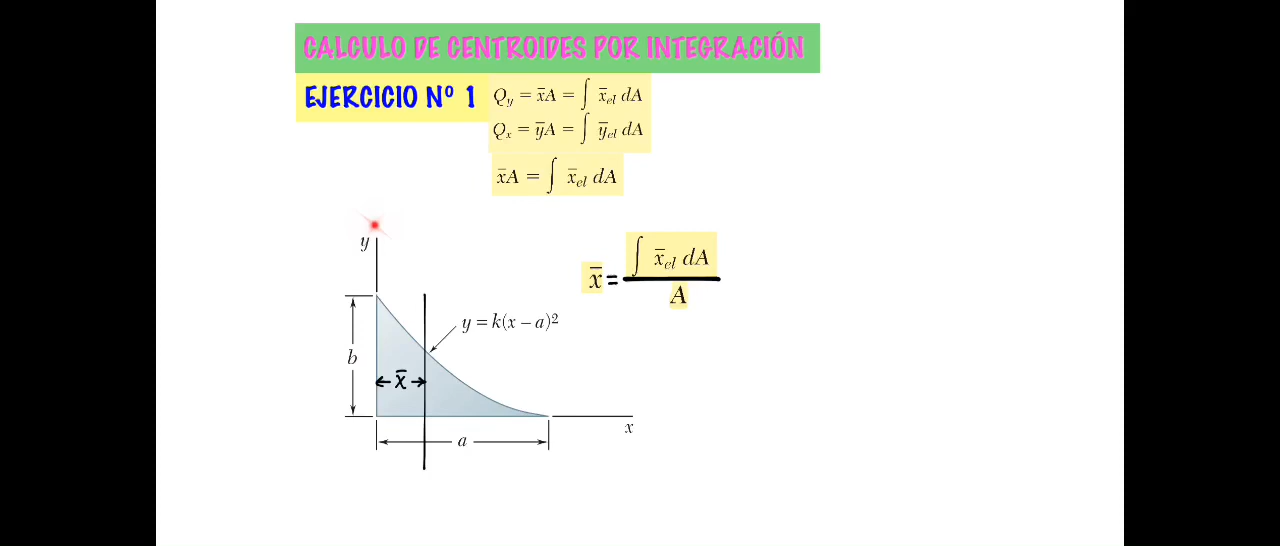 CALCULO DE CENTROIDES POR INTEGRACIÓN
EJERCICIO Nº 1
Q_y = x̄A = ∫ x̄_el dA
Q_x = ȳA = ∫ ȳ_el dA
x̄A = ∫ x̄_el dA
y
x̄ = ∫ x̄_el dA / A
y = k(x – a)²
b
x̄
x
a